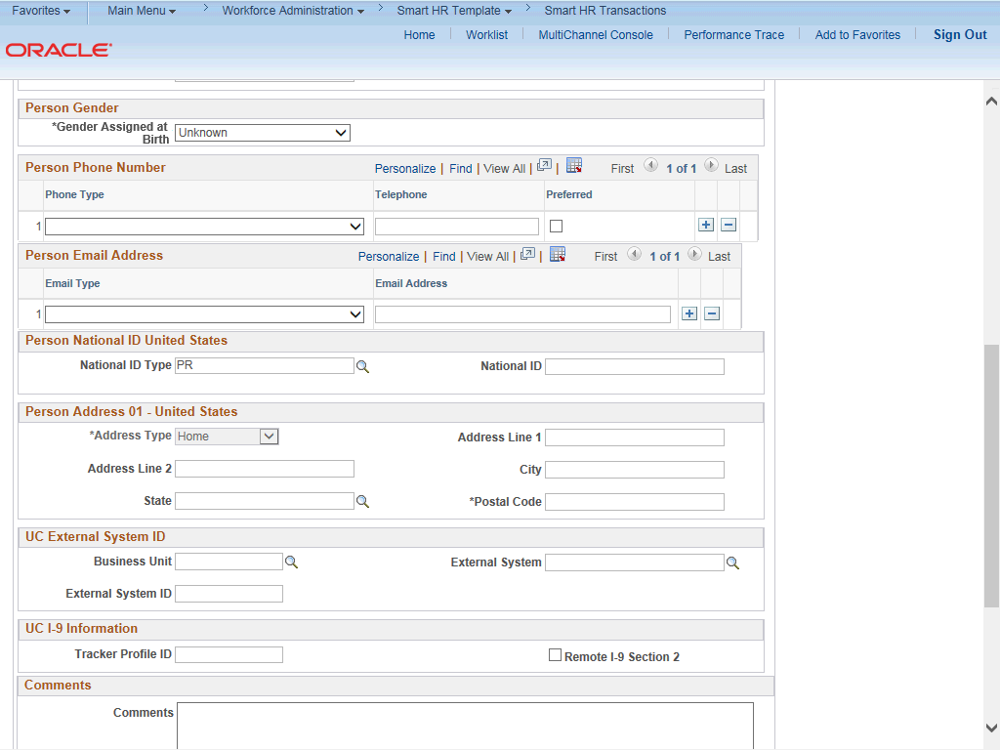 Favorites Main Menu > Workforce Administration > Smart HR Template > Smart HR Transactions
Home Worklist MultiChannel Console Performance Trace Add to Favorites Sign Out
ORACLE
Person Gender
*Gender Assigned at Birth Unknown
Person Phone Number Personalize | Find | View All | | First 1 of 1 Last
Phone Type Telephone Preferred
1
Person Email Address Personalize | Find | View All | | First 1 of 1 Last
Email Type Email Address
1
Person National ID United States
National ID Type PR National ID
Person Address 01 - United States
*Address Type Home Address Line 1
Address Line 2 City
State *Postal Code
UC External System ID
Business Unit External System
External System ID
UC I-9 Information
Tracker Profile ID Remote I-9 Section 2
Comments
Comments